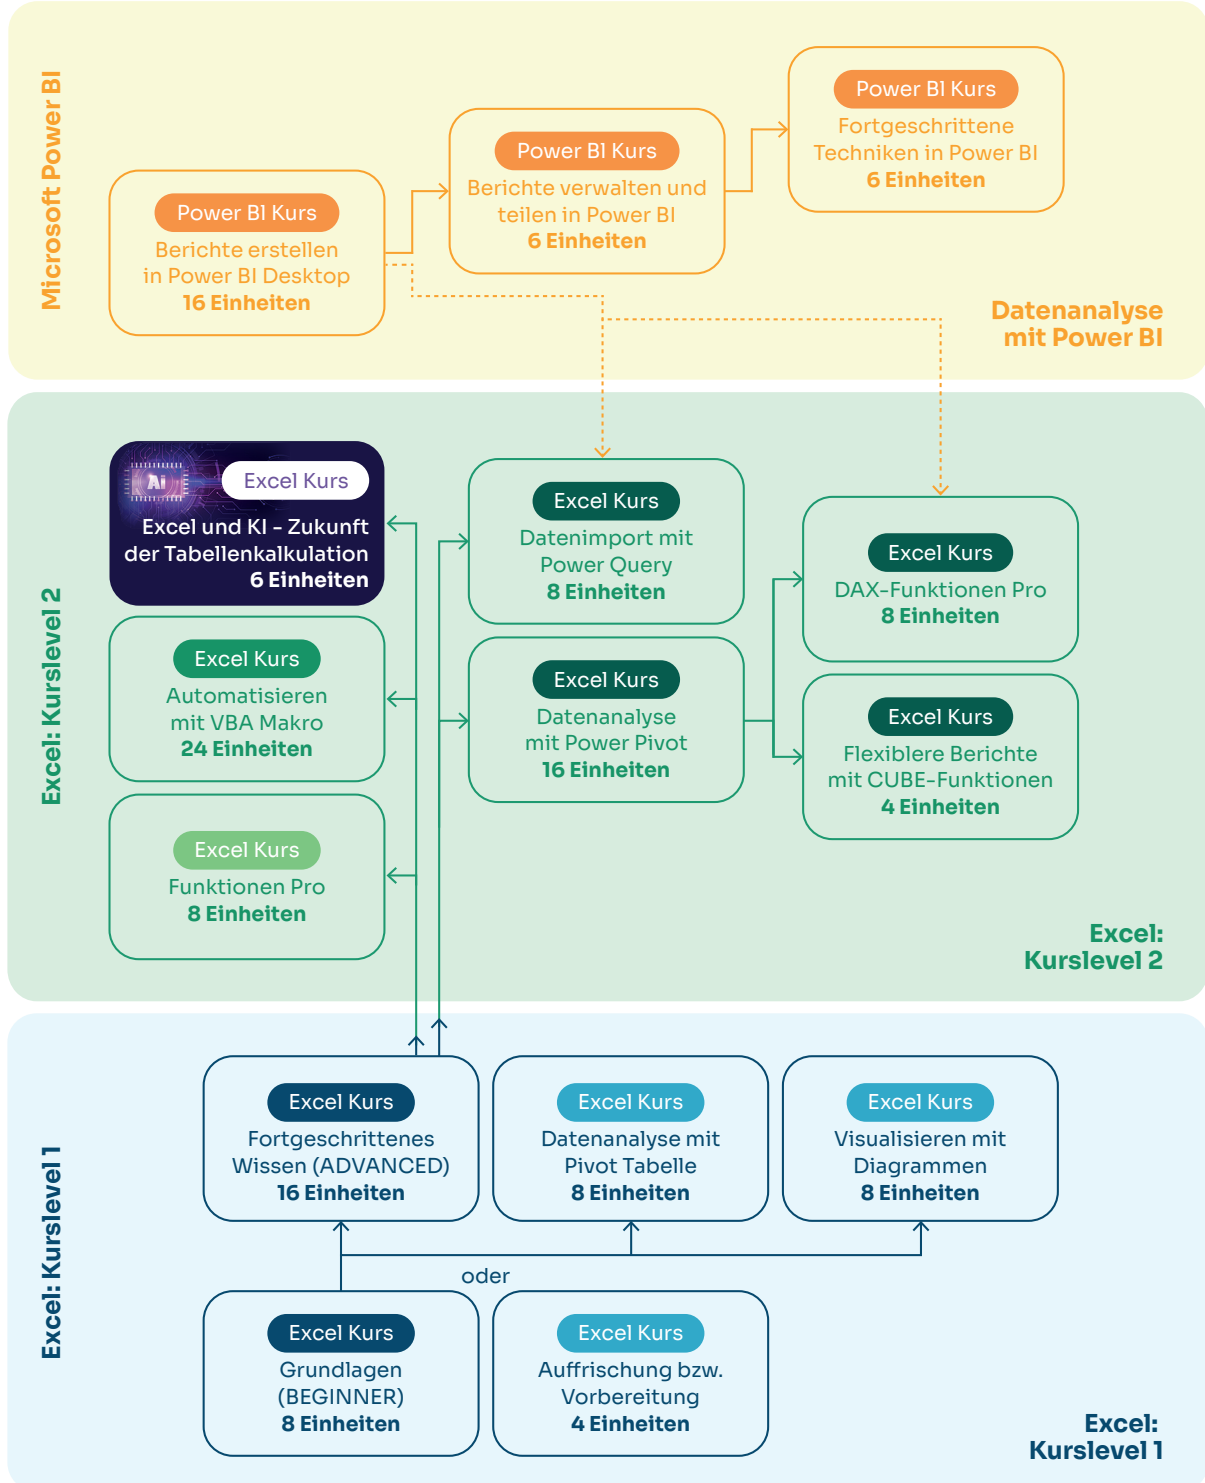 Microsoft Power BI
Power BI Kurs
Berichte erstellen
in Power BI Desktop
16 Einheiten
Power BI Kurs
Berichte verwalten und
teilen in Power BI
6 Einheiten
Power BI Kurs
Fortgeschrittene
Techniken in Power BI
6 Einheiten
Datenanalyse
mit Power BI
Excel: Kurslevel 2
Ai
Excel Kurs
Excel und KI - Zukunft
der Tabellenkalkulation
6 Einheiten
Excel Kurs
Automatisieren
mit VBA Makro
24 Einheiten
Excel Kurs
Funktionen Pro
8 Einheiten
Excel Kurs
Datenimport mit
Power Query
8 Einheiten
Excel Kurs
Datenanalyse
mit Power Pivot
16 Einheiten
Excel Kurs
DAX-Funktionen Pro
8 Einheiten
Excel Kurs
Flexiblere Berichte
mit CUBE-Funktionen
4 Einheiten
Excel:
Kurslevel 2
Excel: Kurslevel 1
Excel Kurs
Fortgeschrittenes
Wissen (ADVANCED)
16 Einheiten
Excel Kurs
Datenanalyse mit
Pivot Tabelle
8 Einheiten
Excel Kurs
Visualisieren mit
Diagrammen
8 Einheiten
oder
Excel Kurs
Grundlagen
(BEGINNER)
8 Einheiten
Excel Kurs
Auffrischung bzw.
Vorbereitung
4 Einheiten
Excel:
Kurslevel 1